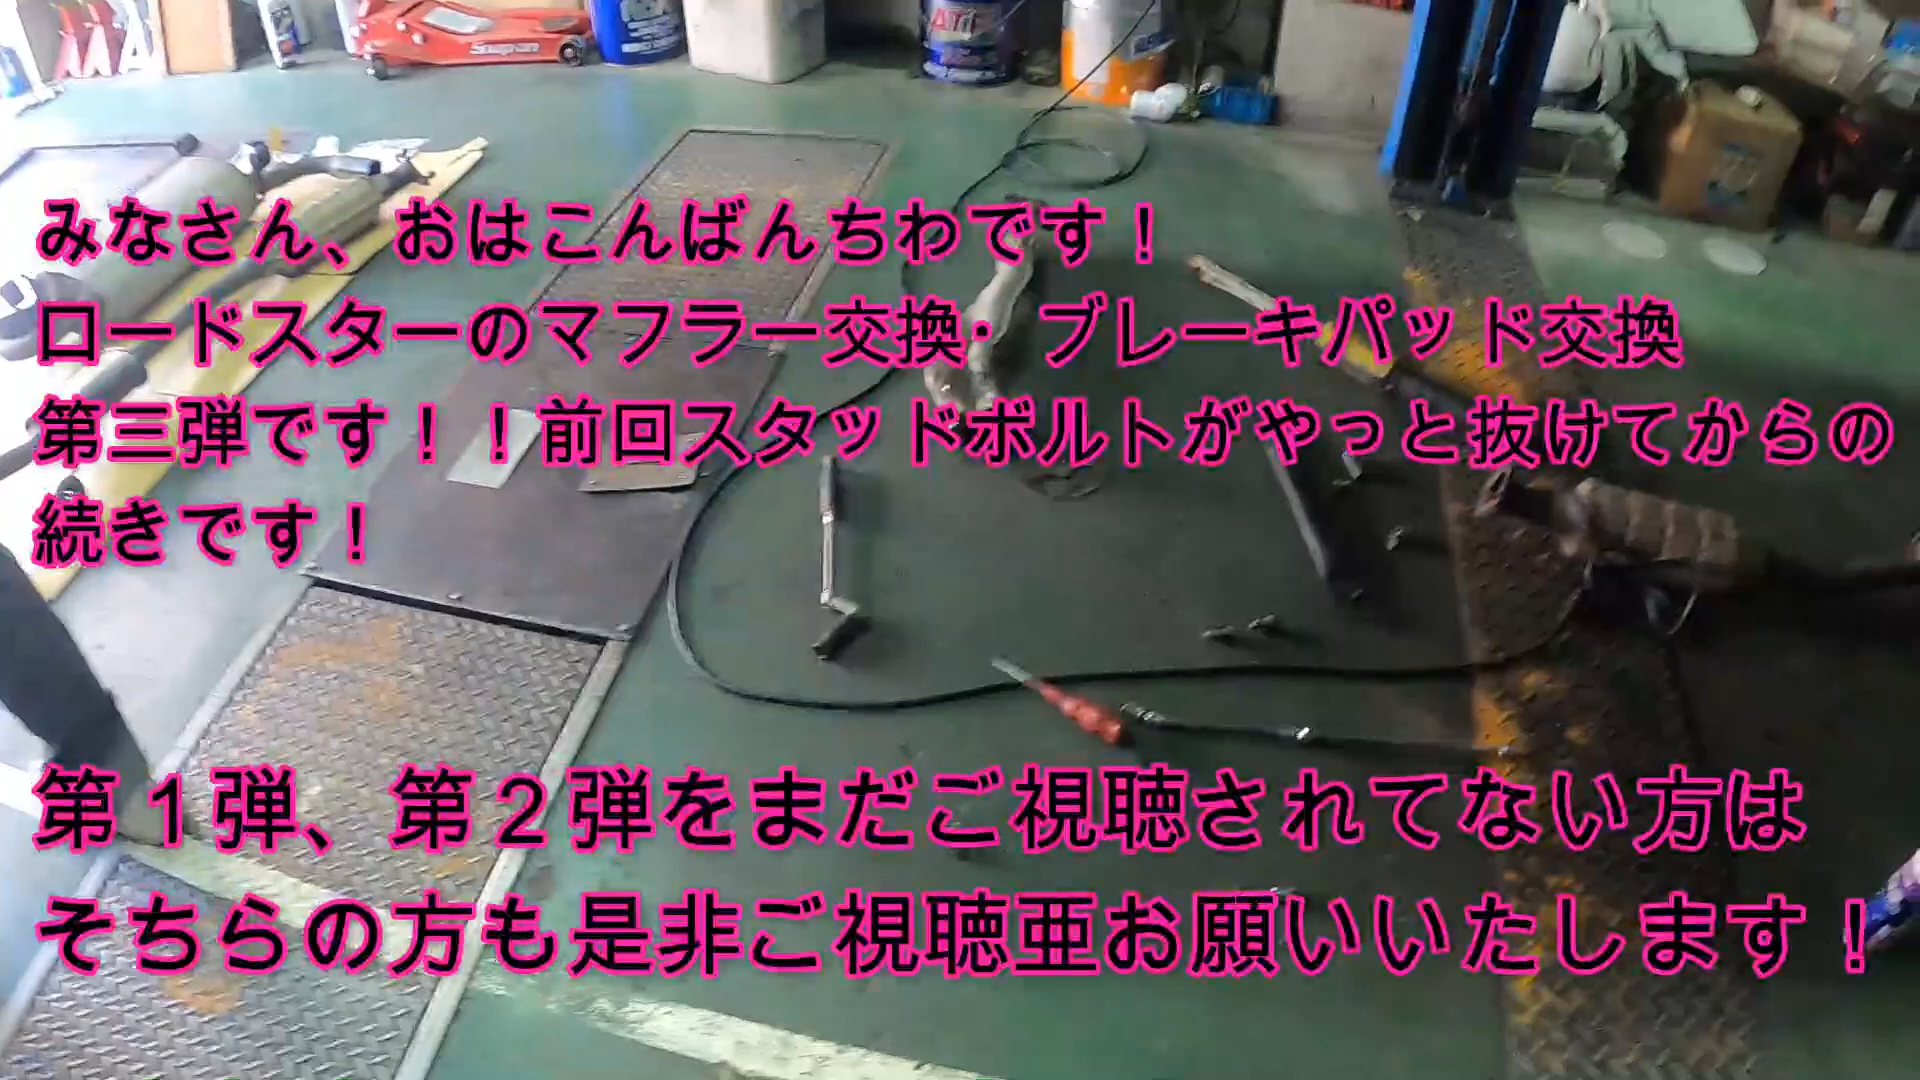 Snap-on
ATF
みなさん、おはこんばんちわです！
ロードスターのマフラー交換・ブレーキパッド交換
第三弾です！！前回スタッドボルトがやっと抜けてからの
続きです！
第１弾、第２弾をまだご視聴されてない方は
そちらの方も是非ご視聴亜お願いいたします！